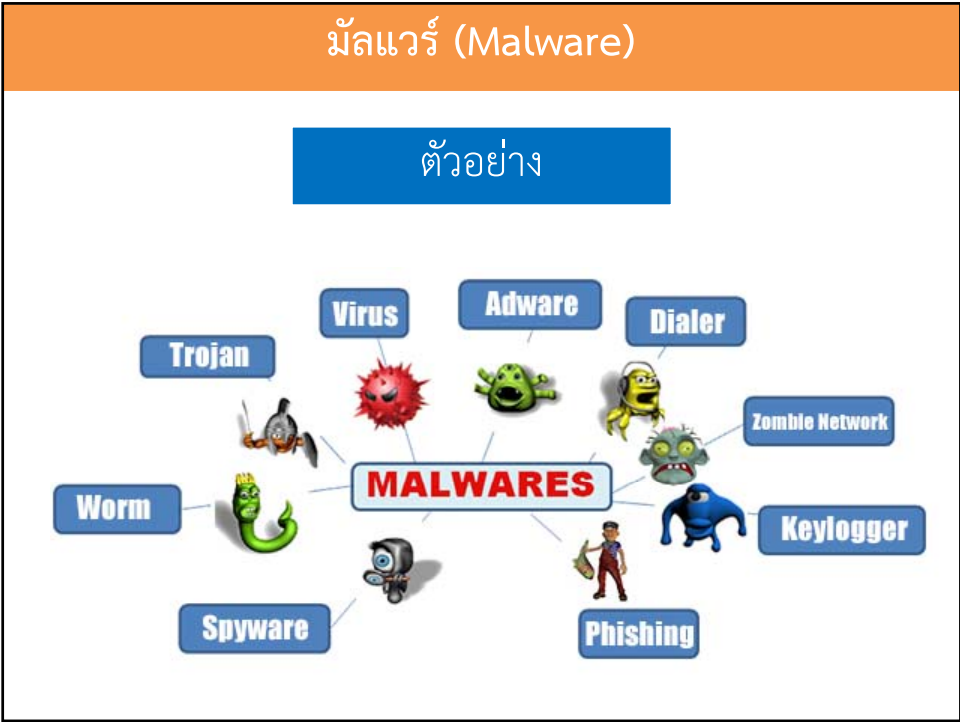 มัลแวร์ (Malware)
ตัวอย่าง
Virus
Adware
Dialer
Trojan
Zombie Network
MALWARES
Worm
Keylogger
Spyware
Phishing